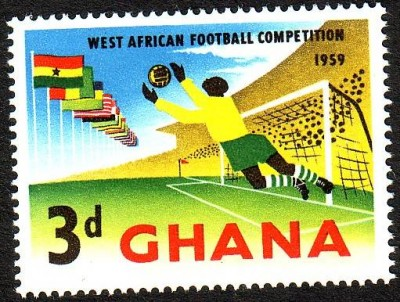 WEST AFRICAN FOOTBALL COMPETITION
1959
3d GHANA